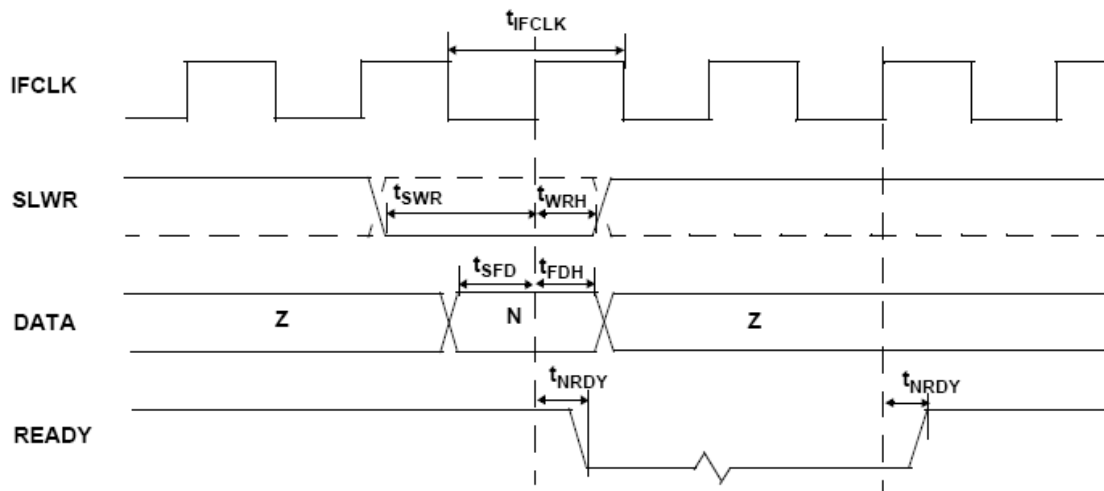 tIFCLK
IFCLK
SLWR
tSWR
tWRH
tSFD
tFDH
DATA
Z
N
Z
tNRDY
tNRDY
READY